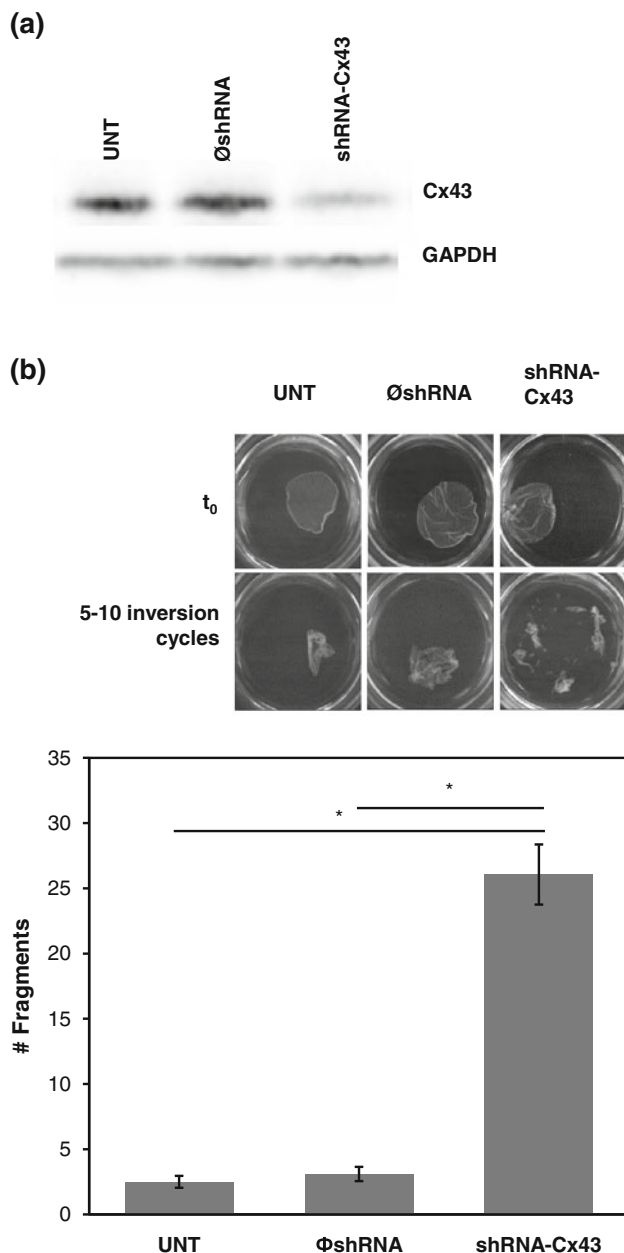 (a)
UNT
ØshRNA
shRNA-Cx43
Cx43
GAPDH
(b)
UNT
ØshRNA
shRNA-
Cx43
t0
5-10 inversion
cycles
35
30
25
20
15
10
5
0
# Fragments
*
*
UNT
ΦshRNA
shRNA-Cx43